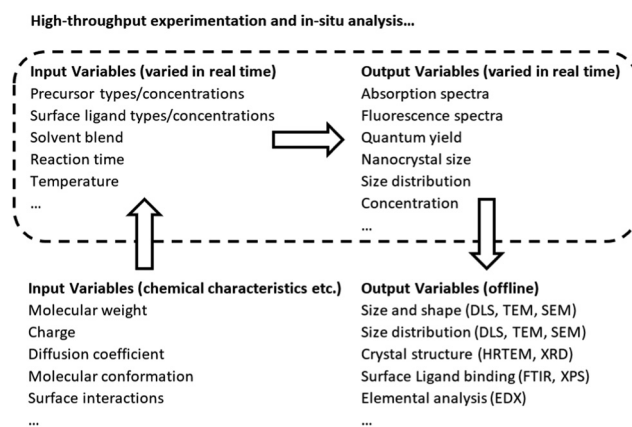 High-throughput experimentation and in-situ analysis...
Input Variables (varied in real time)
Precursor types/concentrations
Surface ligand types/concentrations
Solvent blend
Reaction time
Temperature
...
Output Variables (varied in real time)
Absorption spectra
Fluorescence spectra
Quantum yield
Nanocrystal size
Size distribution
Concentration
...
Input Variables (chemical characteristics etc.)
Molecular weight
Charge
Diffusion coefficient
Molecular conformation
Surface interactions
...
Output Variables (offline)
Size and shape (DLS, TEM, SEM)
Size distribution (DLS, TEM, SEM)
Crystal structure (HRTEM, XRD)
Surface Ligand binding (FTIR, XPS)
Elemental analysis (EDX)
...